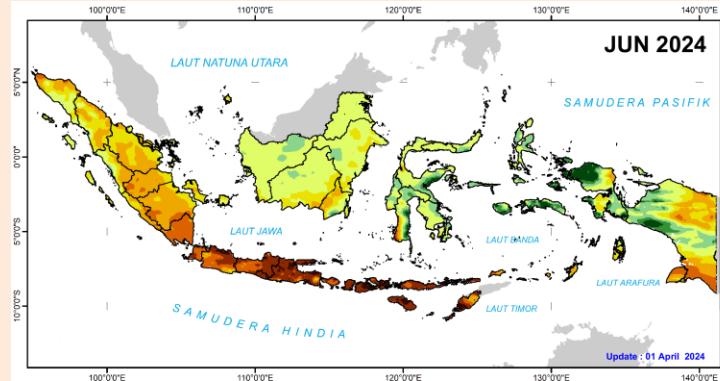 100°0'0"E 110°0'0"E 120°0'0"E 130°0'0"E 140°0'0"E
JUN 2024
LAUT NATUNA UTARA
5°0'0"N
SAMUDERA PASIFIK
0°0'0"
5°0'0"S
LAUT JAWA
LAUT BANDA
LAUT ARAFURA
10°0'0"S
SAMUDERA HINDIA
LAUT TIMOR
Update : 01 April 2024
100°0'0"E 110°0'0"E 120°0'0"E 130°0'0"E 140°0'0"E